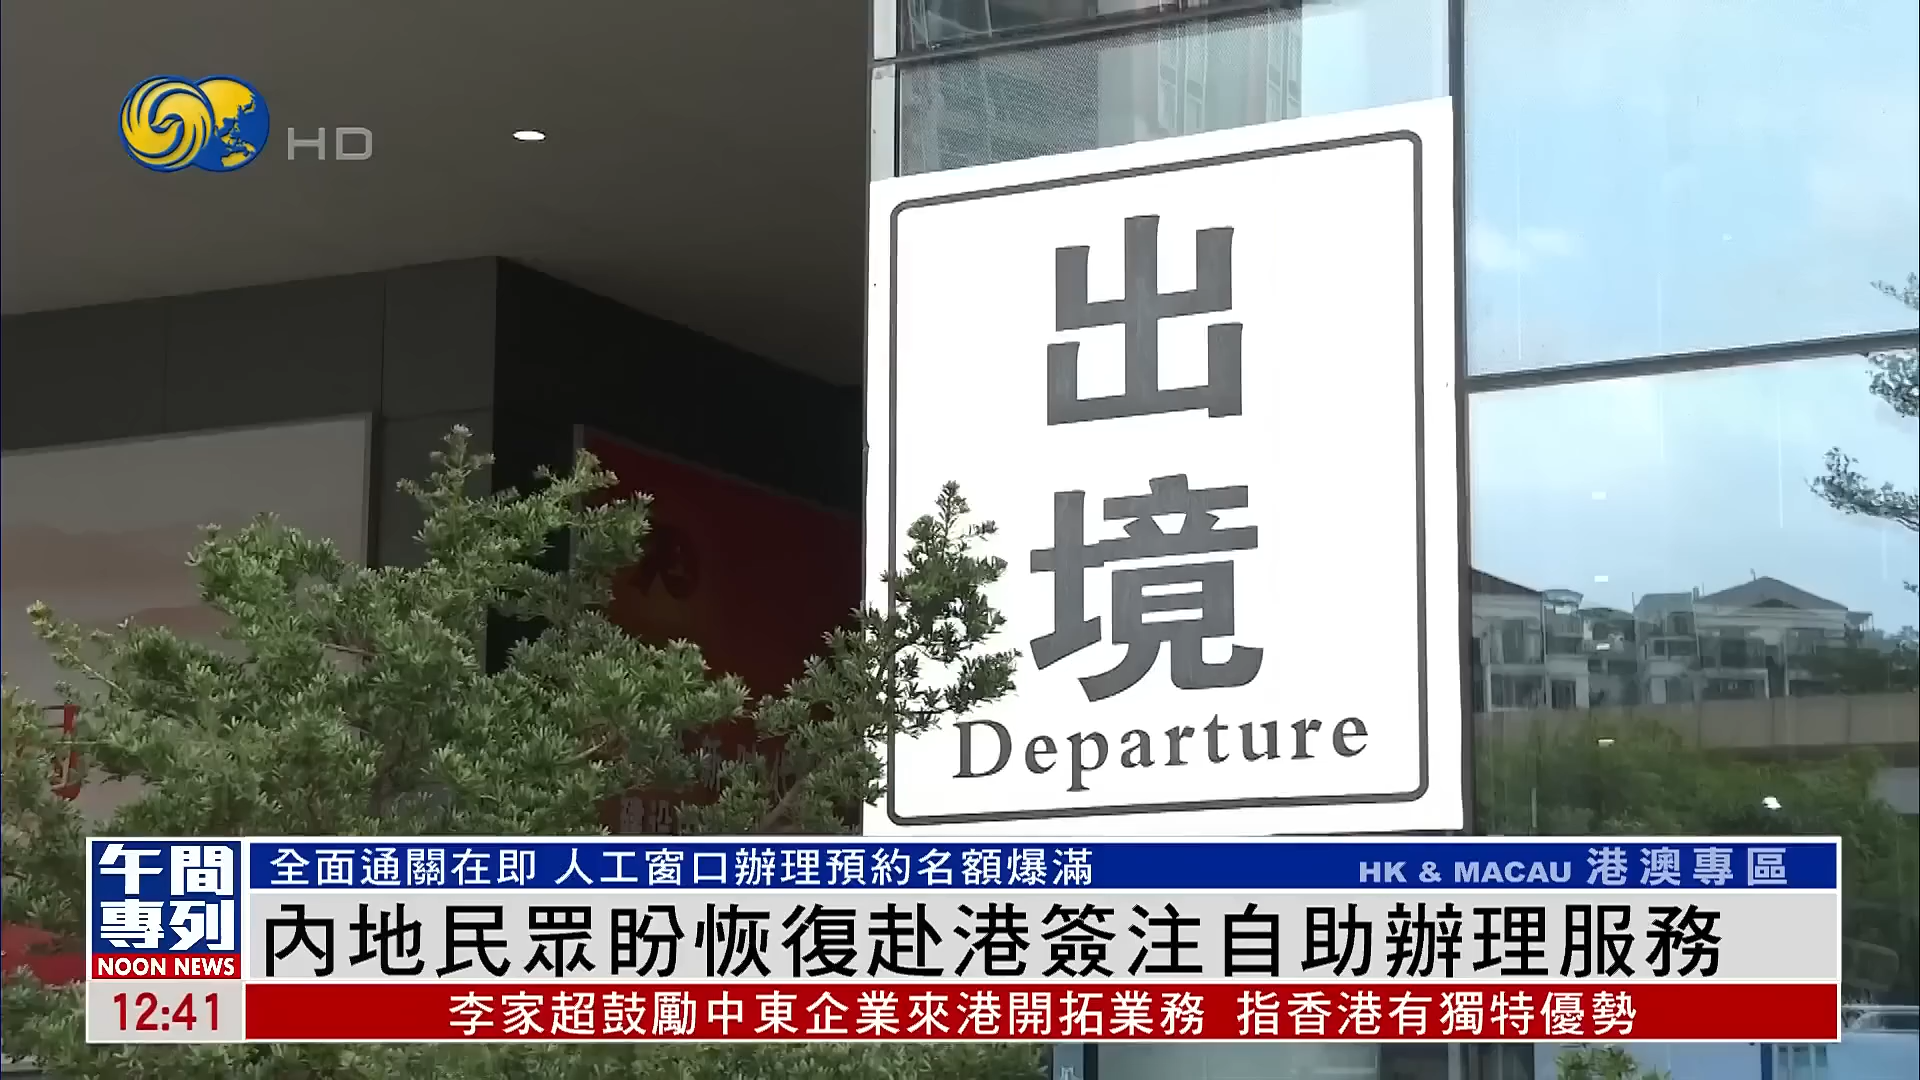 HD
出
境
Departure
午間
專列
NOON NEWS
全面通關在即 人工窗口辦理預約名額爆滿
HK & MACAU 港澳專區
內地民眾盼恢復赴港簽注自助辦理服務
12:41
李家超鼓勵中東企業來港開拓業務 指香港有獨特優勢